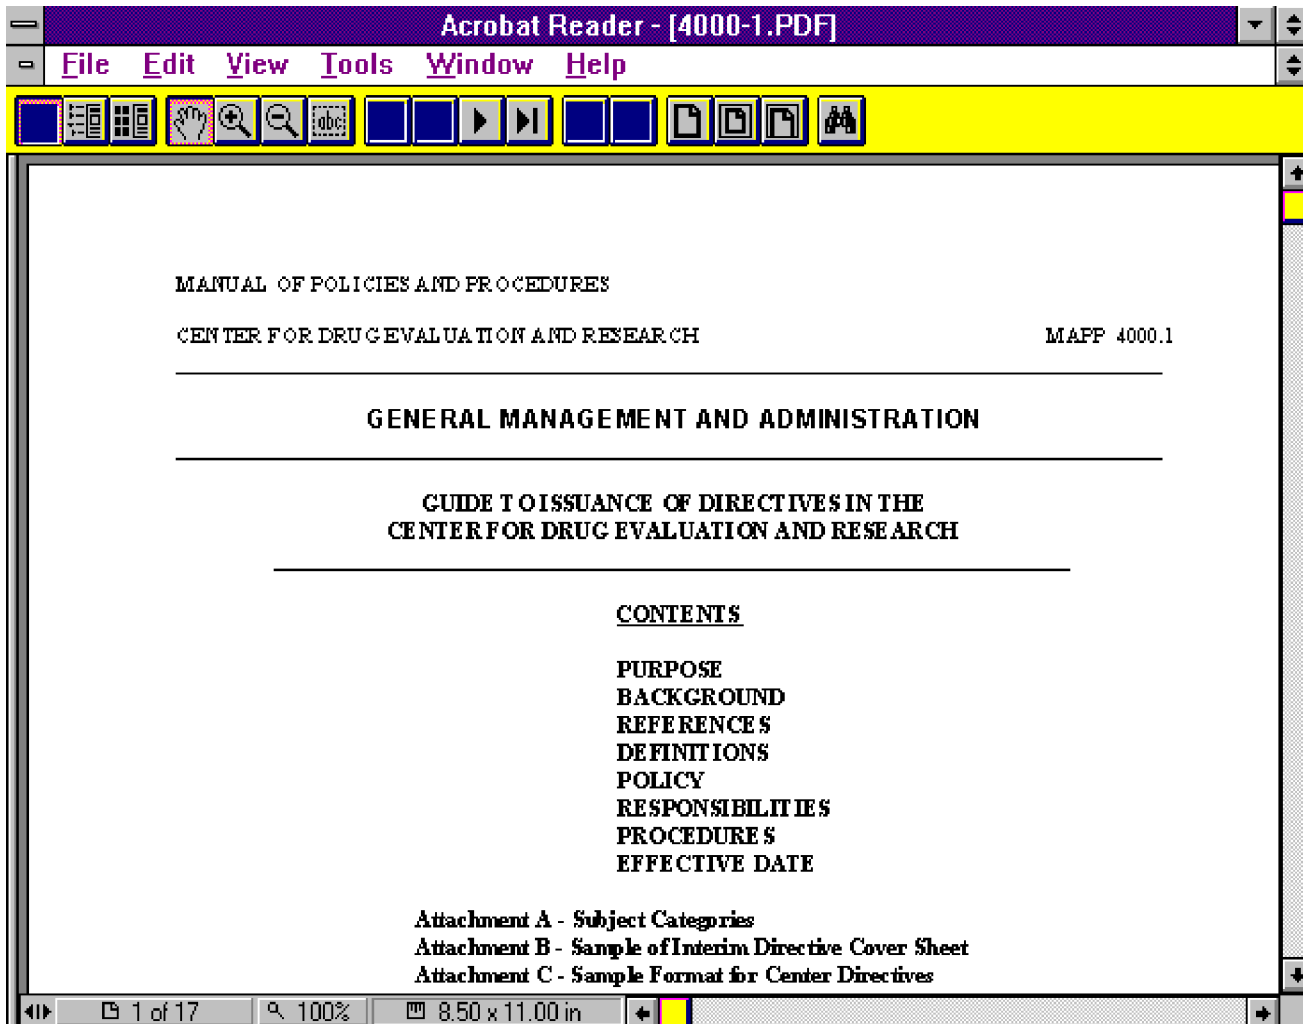 Acrobat Reader - [4000-1.PDF]
File Edit View Tools Window Help
abc
MANUAL OF POLICIES AND PROCEDURES
CENTER FOR DRUG EVALUATION AND RESEARCH MAPP 4000.1
GENERAL MANAGEMENT AND ADMINISTRATION
GUIDE TO ISSUANCE OF DIRECTIVES IN THE
CENTER FOR DRUG EVALUATION AND RESEARCH
CONTENTS
PURPOSE
BACKGROUND
REFERENCES
DEFINITIONS
POLICY
RESPONSIBILITIES
PROCEDURES
EFFECTIVE DATE
Attachment A - Subject Categories
Attachment B - Sample of Interim Directive Cover Sheet
Attachment C - Sample Format for Center Directives
1 of 17 100% 8.50 x 11.00 in